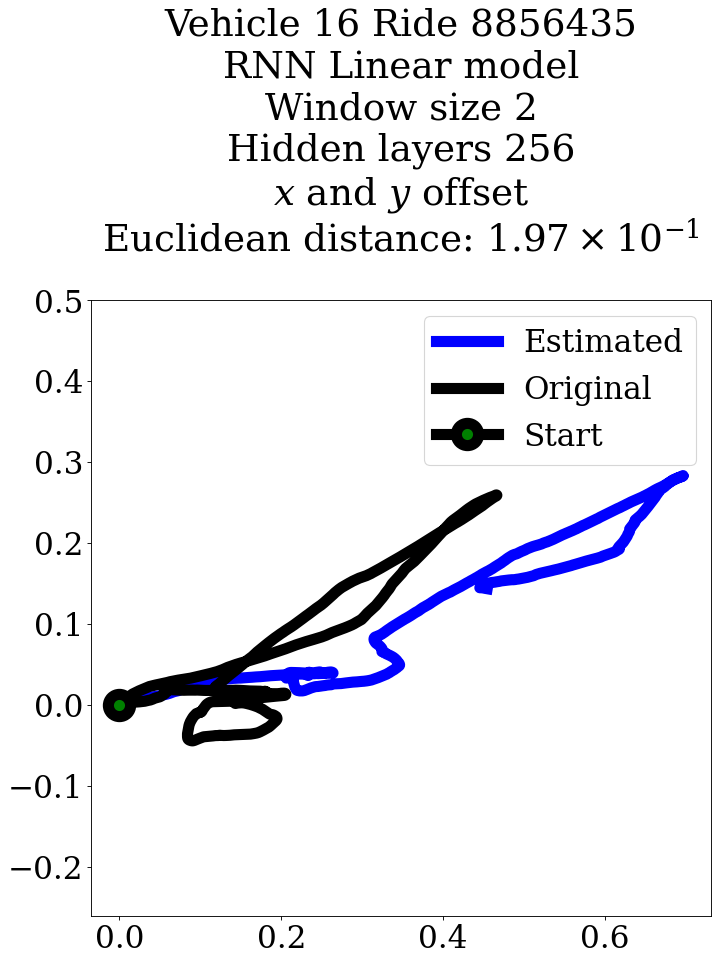 Vehicle 16 Ride 8856435
RNN Linear model
Window size 2
Hidden layers 256
x and y offset
Euclidean distance: 1.97 × 10⁻¹
0.5
0.4
0.3
0.2
0.1
0.0
−0.1
−0.2
Estimated
Original
Start
0.0 0.2 0.4 0.6